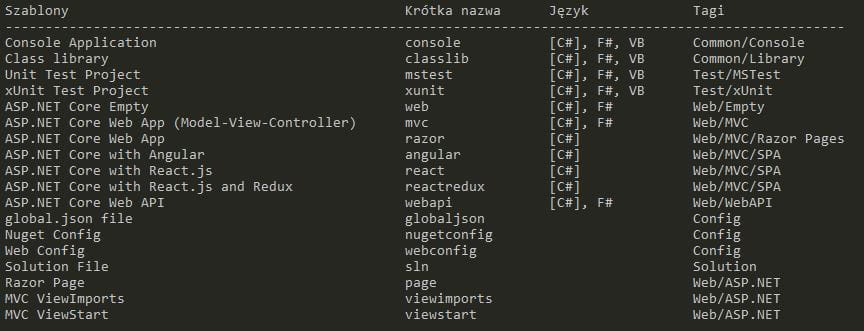 Szablony Krótka nazwa Język Tagi
----------------------------------------------------------------------------------------------------------
Console Application console [C#], F#, VB Common/Console
Class library classlib [C#], F#, VB Common/Library
Unit Test Project mstest [C#], F#, VB Test/MSTest
xUnit Test Project xunit [C#], F#, VB Test/xUnit
ASP.NET Core Empty web [C#], F# Web/Empty
ASP.NET Core Web App (Model-View-Controller) mvc [C#], F# Web/MVC
ASP.NET Core Web App razor [C#] Web/MVC/Razor Pages
ASP.NET Core with Angular angular [C#] Web/MVC/SPA
ASP.NET Core with React.js react [C#] Web/MVC/SPA
ASP.NET Core with React.js and Redux reactredux [C#] Web/MVC/SPA
ASP.NET Core Web API webapi [C#], F# Web/WebAPI
global.json file globaljson Config
Nuget Config nugetconfig Config
Web Config webconfig Config
Solution File sln Solution
Razor Page page Web/ASP.NET
MVC ViewImports viewimports Web/ASP.NET
MVC ViewStart viewstart Web/ASP.NET